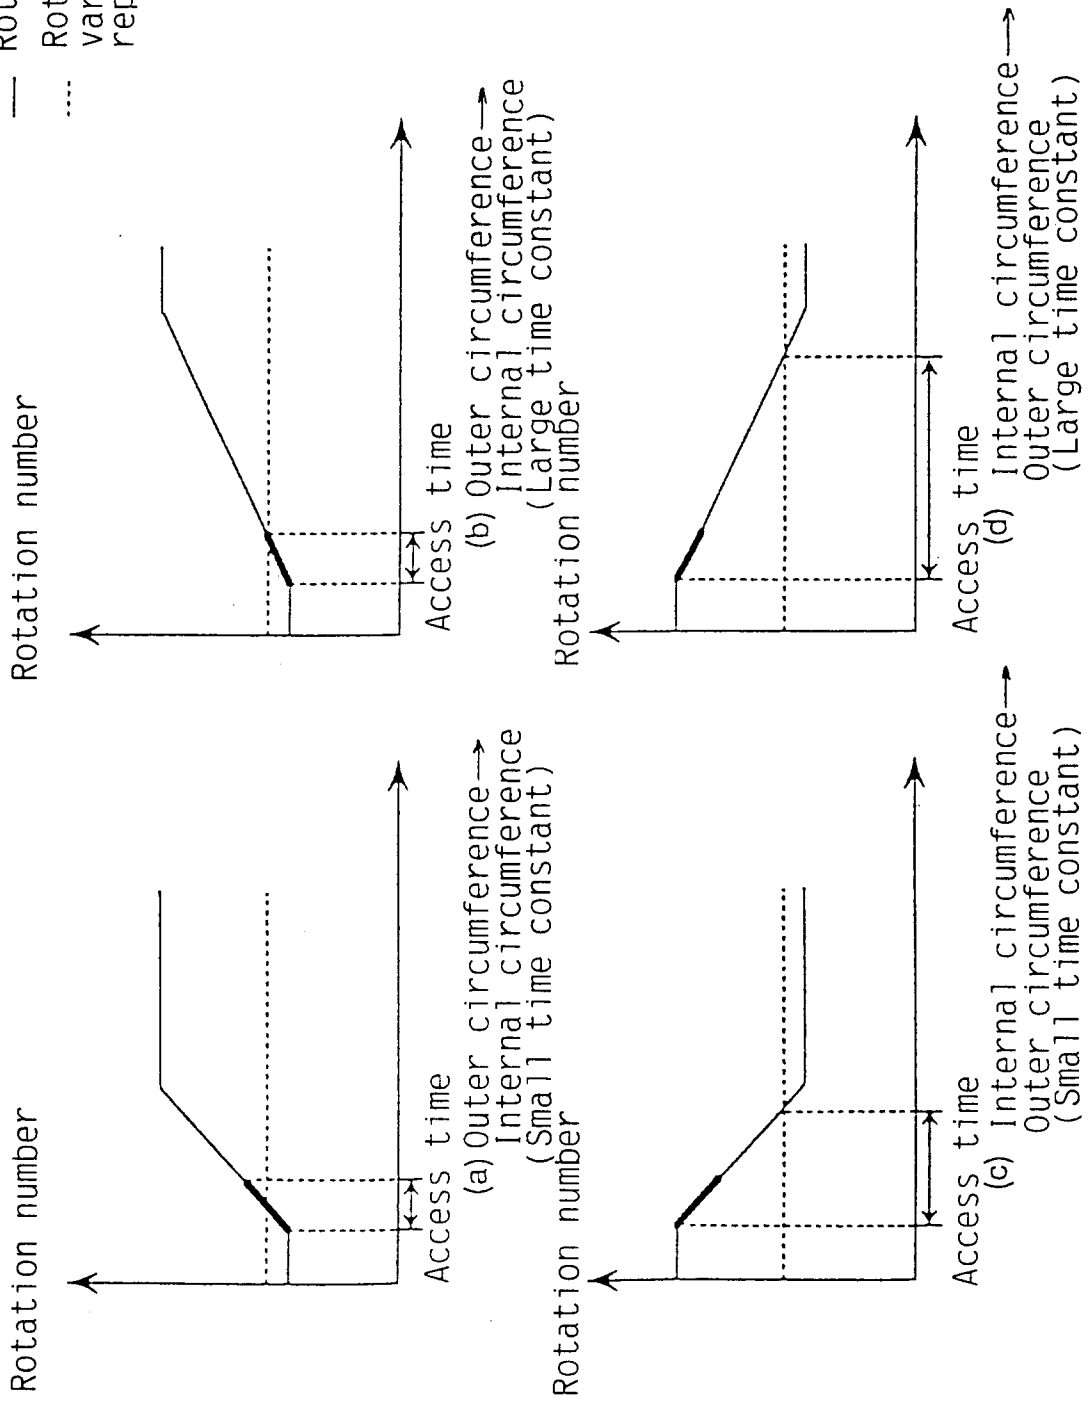 Rotation number
Access time
(a) Outer circumference→
Internal circumference
(Small time constant)
Rotation number
Access time
(b) Outer circumference→
Internal circumference
(Large time constant)
Rotation number
Access time
(c) Internal circumference→
Outer circumference
(Small time constant)
Rotation number
Access time
(d) Internal circumference→
Outer circumference
(Large time constant)